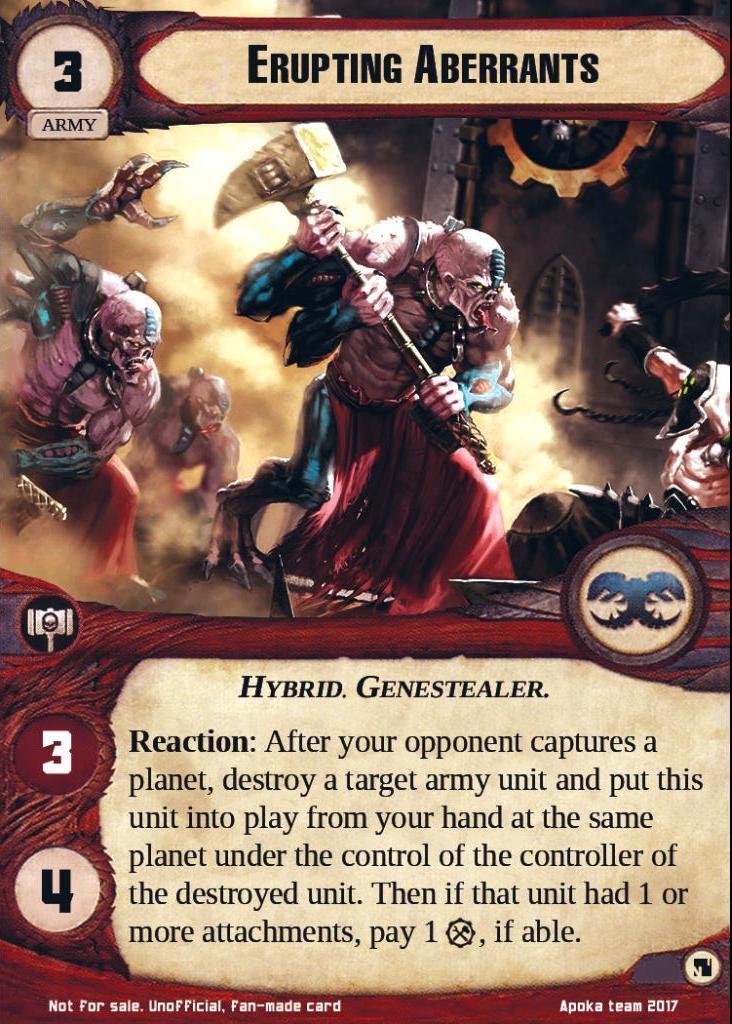 3
ERUPTING ABERRANTS
ARMY
HYBRID. GENESTEALER.
3
Reaction: After your opponent captures a
planet, destroy a target army unit and put this
unit into play from your hand at the same
planet under the control of the controller of
4
the destroyed unit. Then if that unit had 1 or
more attachments, pay 1 , if able.
Not for sale. Unofficial, fan-made card
Apoka team 2017